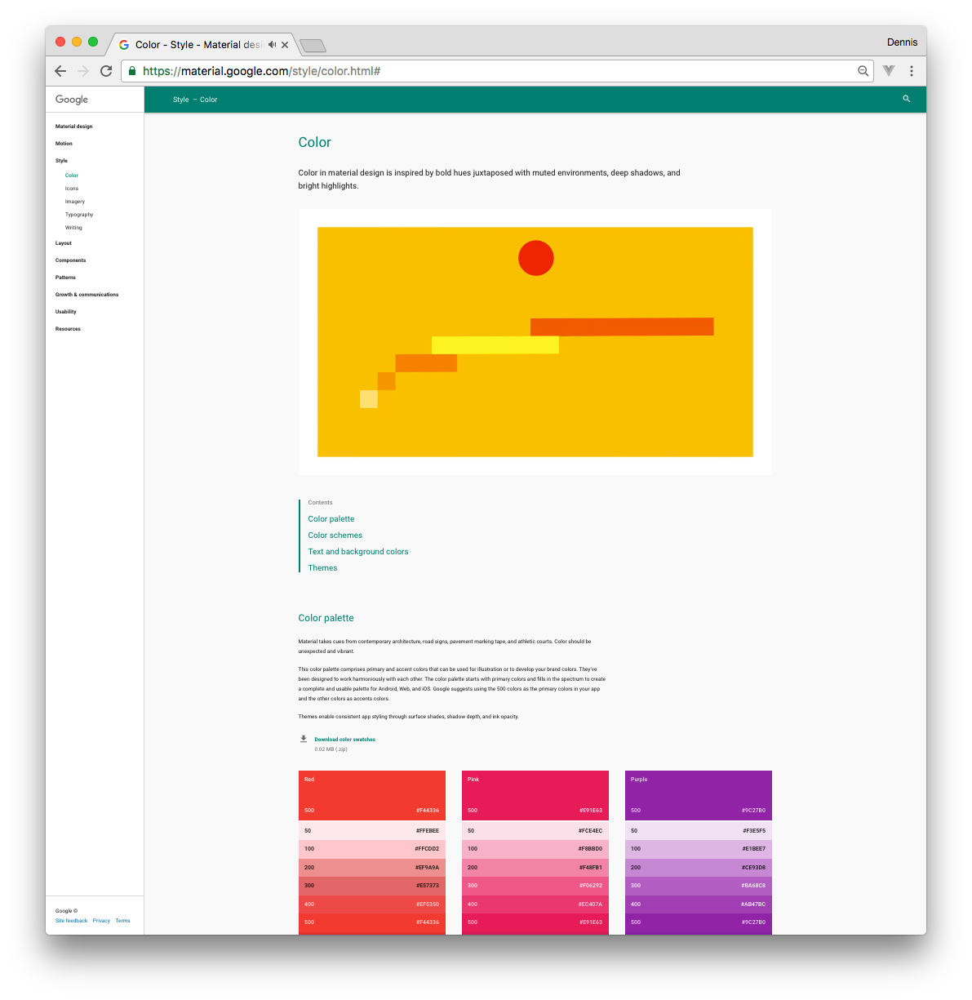 Color - Style - Material desi
Dennis
https://material.google.com/style/color.html#
Google
Style – Color
Material design
Motion
Style
Color
Icons
Imagery
Typography
Writing
Layout
Components
Patterns
Growth & communications
Usability
Resources
Google ©
Site feedback Privacy Terms
Color
Color in material design is inspired by bold hues juxtaposed with muted environments, deep shadows, and
bright highlights.
Contents
Color palette
Color schemes
Text and background colors
Themes
Color palette
Material takes cues from contemporary architecture, road signs, pavement marking tape, and athletic courts. Color should be
unexpected and vibrant.
This color palette comprises primary and accent colors that can be used for illustration or to develop your brand colors. They've
been designed to work harmoniously with each other. The color palette starts with primary colors and fills in the spectrum to create
a complete and usable palette for Android, Web, and iOS. Google suggests using the 500 colors as the primary colors in your app
and the other colors as accents colors.
Themes enable consistent app styling through surface shades, shadow depth, and ink opacity.
Download color swatches
0.02 MB (.zip)
Red
500 #F44336
50 #FFEBEE
100 #FFCDD2
200 #EF9A9A
300 #E57373
400 #EF5350
500 #F44336
Pink
500 #E91E63
50 #FCE4EC
100 #F8BBD0
200 #F48FB1
300 #F06292
400 #EC407A
500 #E91E63
Purple
500 #9C27B0
50 #F3E5F5
100 #E1BEE7
200 #CE93D8
300 #BA68C8
400 #AB47BC
500 #9C27B0